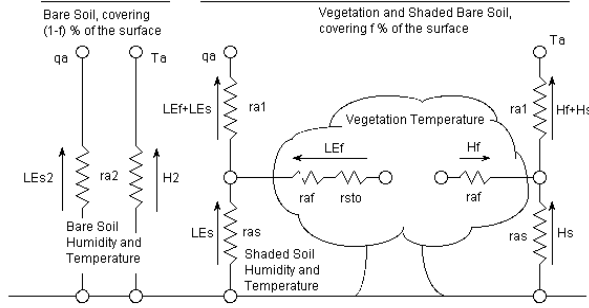 Bare Soil, covering
(1-f) % of the surface
Vegetation and Shaded Bare Soil,
covering f % of the surface
qa
Ta
qa
Ta
LEf+LEs
ra1
ra1
Hf+Hs
Vegetation Temperature
LEf
Hf
LEs2
ra2
H2
raf
rsto
raf
Bare Soil
Humidity and
Temperature
LEs
ras
ras
Hs
Shaded Soil
Humidity and
Temperature